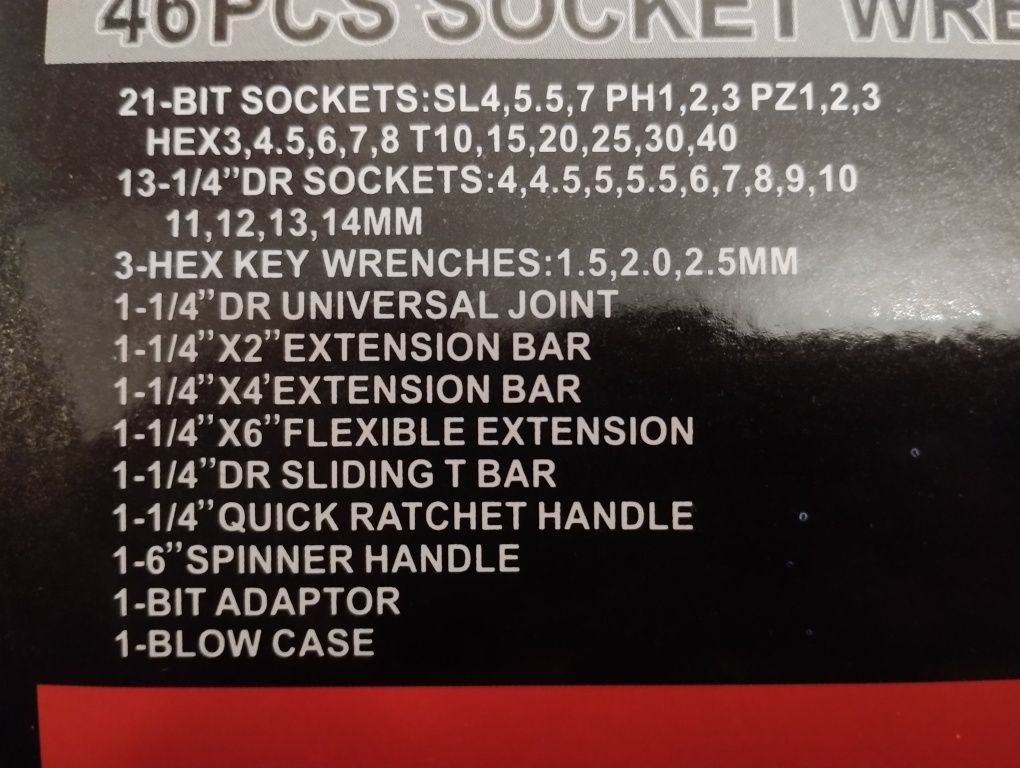 46PCS SOCKET WRE
21-BIT SOCKETS:SL4,5.5,7 PH1,2,3 PZ1,2,3
HEX3,4.5,6,7,8 T10,15,20,25,30,40
13-1/4”DR SOCKETS:4,4.5,5,5.5,6,7,8,9,10
11,12,13,14MM
3-HEX KEY WRENCHES:1.5,2.0,2.5MM
1-1/4”DR UNIVERSAL JOINT
1-1/4”X2”EXTENSION BAR
1-1/4”X4’EXTENSION BAR
1-1/4”X6”FLEXIBLE EXTENSION
1-1/4”DR SLIDING T BAR
1-1/4”QUICK RATCHET HANDLE
1-6”SPINNER HANDLE
1-BIT ADAPTOR
1-BLOW CASE